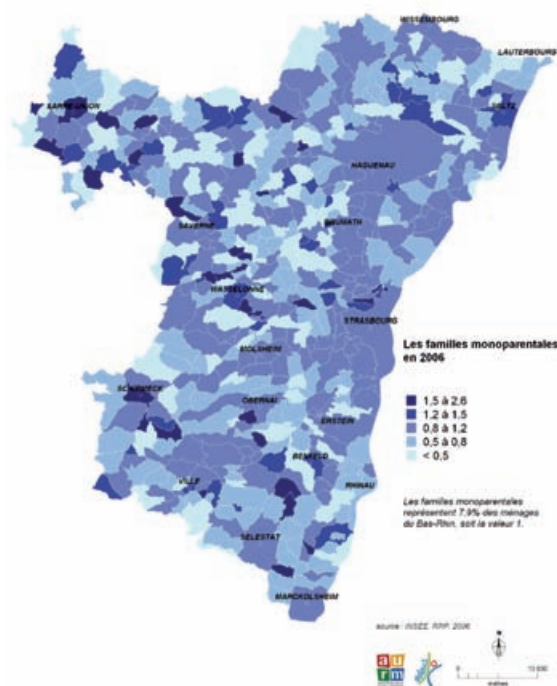 WISSEMBOURG
LAUTERBOURG
SARRE-UNION
SELTZ
HAGUENAU
SAVERNE
BRUMATH
WASSELONNE
STRASBOURG
Les familles monoparentales
en 2006
MOLSHEIM
1,5 à 2,6
1,2 à 1,5
0,8 à 1,2
0,5 à 0,8
< 0,5
SCHIRMECK
OBERNAI
ERSTEIN
BENFELD
VILLE
RHINAU
Les familles monoparentales
représentent 7,9% des ménages
du Bas-Rhin, soit la valeur 1.
SELESTAT
MARCKOLSHEIM
source : INSEE, RRP, 2006
N
a u
r m
0
mètres